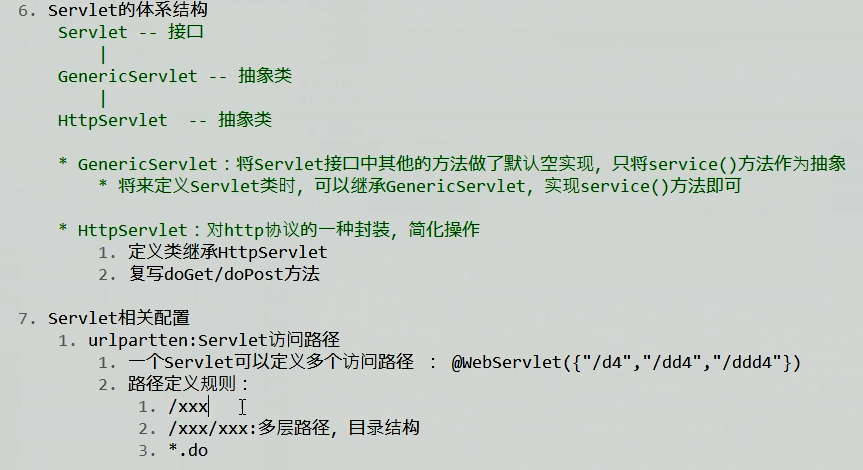 6. Servlet的体系结构
Servlet -- 接口
|
GenericServlet -- 抽象类
|
HttpServlet -- 抽象类
* GenericServlet：将Servlet接口中其他的方法做了默认空实现，只将service()方法作为抽象
* 将来定义Servlet类时，可以继承GenericServlet，实现service()方法即可
* HttpServlet：对http协议的一种封装，简化操作
1. 定义类继承HttpServlet
2. 复写doGet/doPost方法
7. Servlet相关配置
1. urlpartten:Servlet访问路径
1. 一个Servlet可以定义多个访问路径 ： @WebServlet({"/d4","/dd4","/ddd4"})
2. 路径定义规则：
1. /xxx
2. /xxx/xxx:多层路径，目录结构
3. *.do